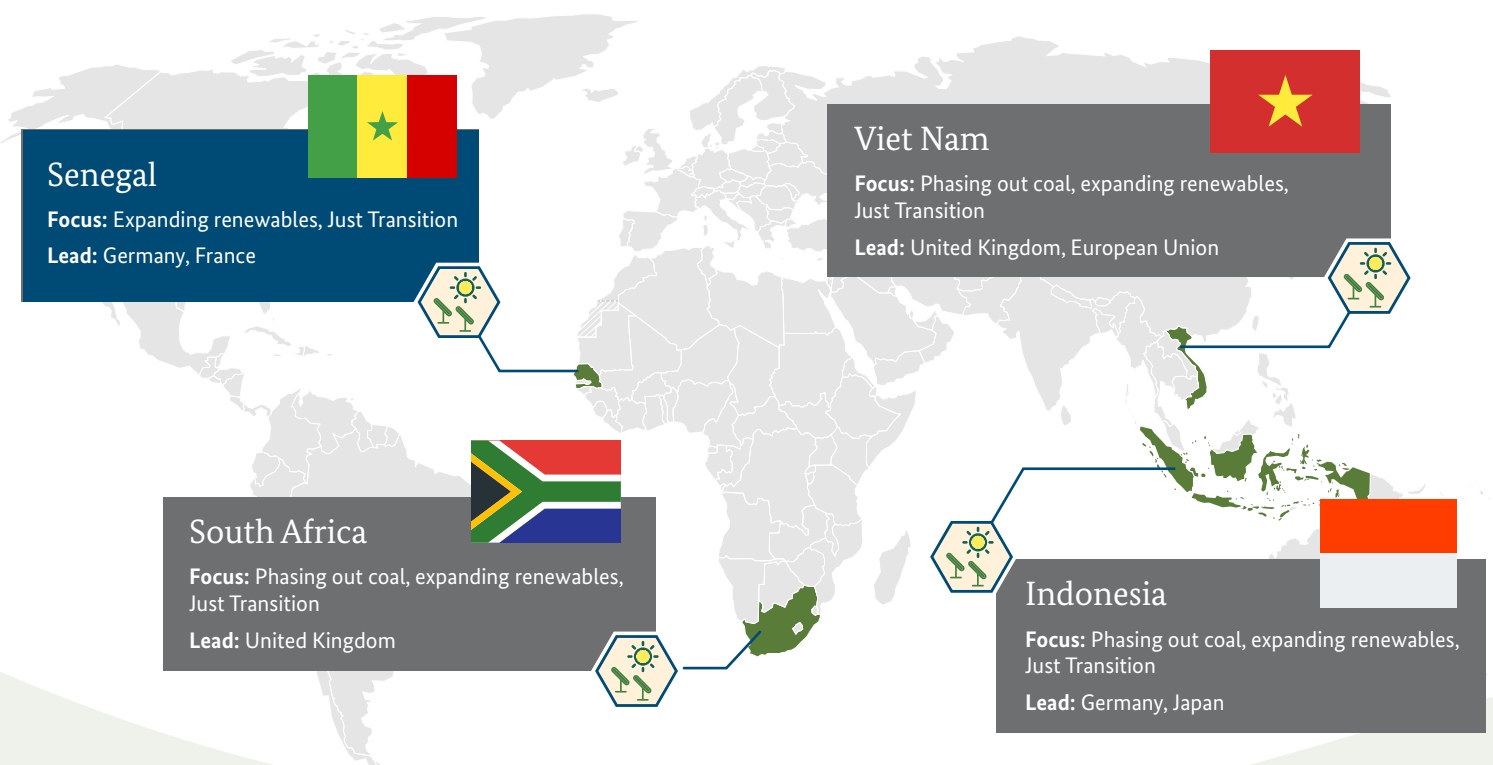 Senegal
Focus: Expanding renewables, Just Transition
Lead: Germany, France
Viet Nam
Focus: Phasing out coal, expanding renewables,
Just Transition
Lead: United Kingdom, European Union
South Africa
Focus: Phasing out coal, expanding renewables,
Just Transition
Lead: United Kingdom
Indonesia
Focus: Phasing out coal, expanding renewables,
Just Transition
Lead: Germany, Japan